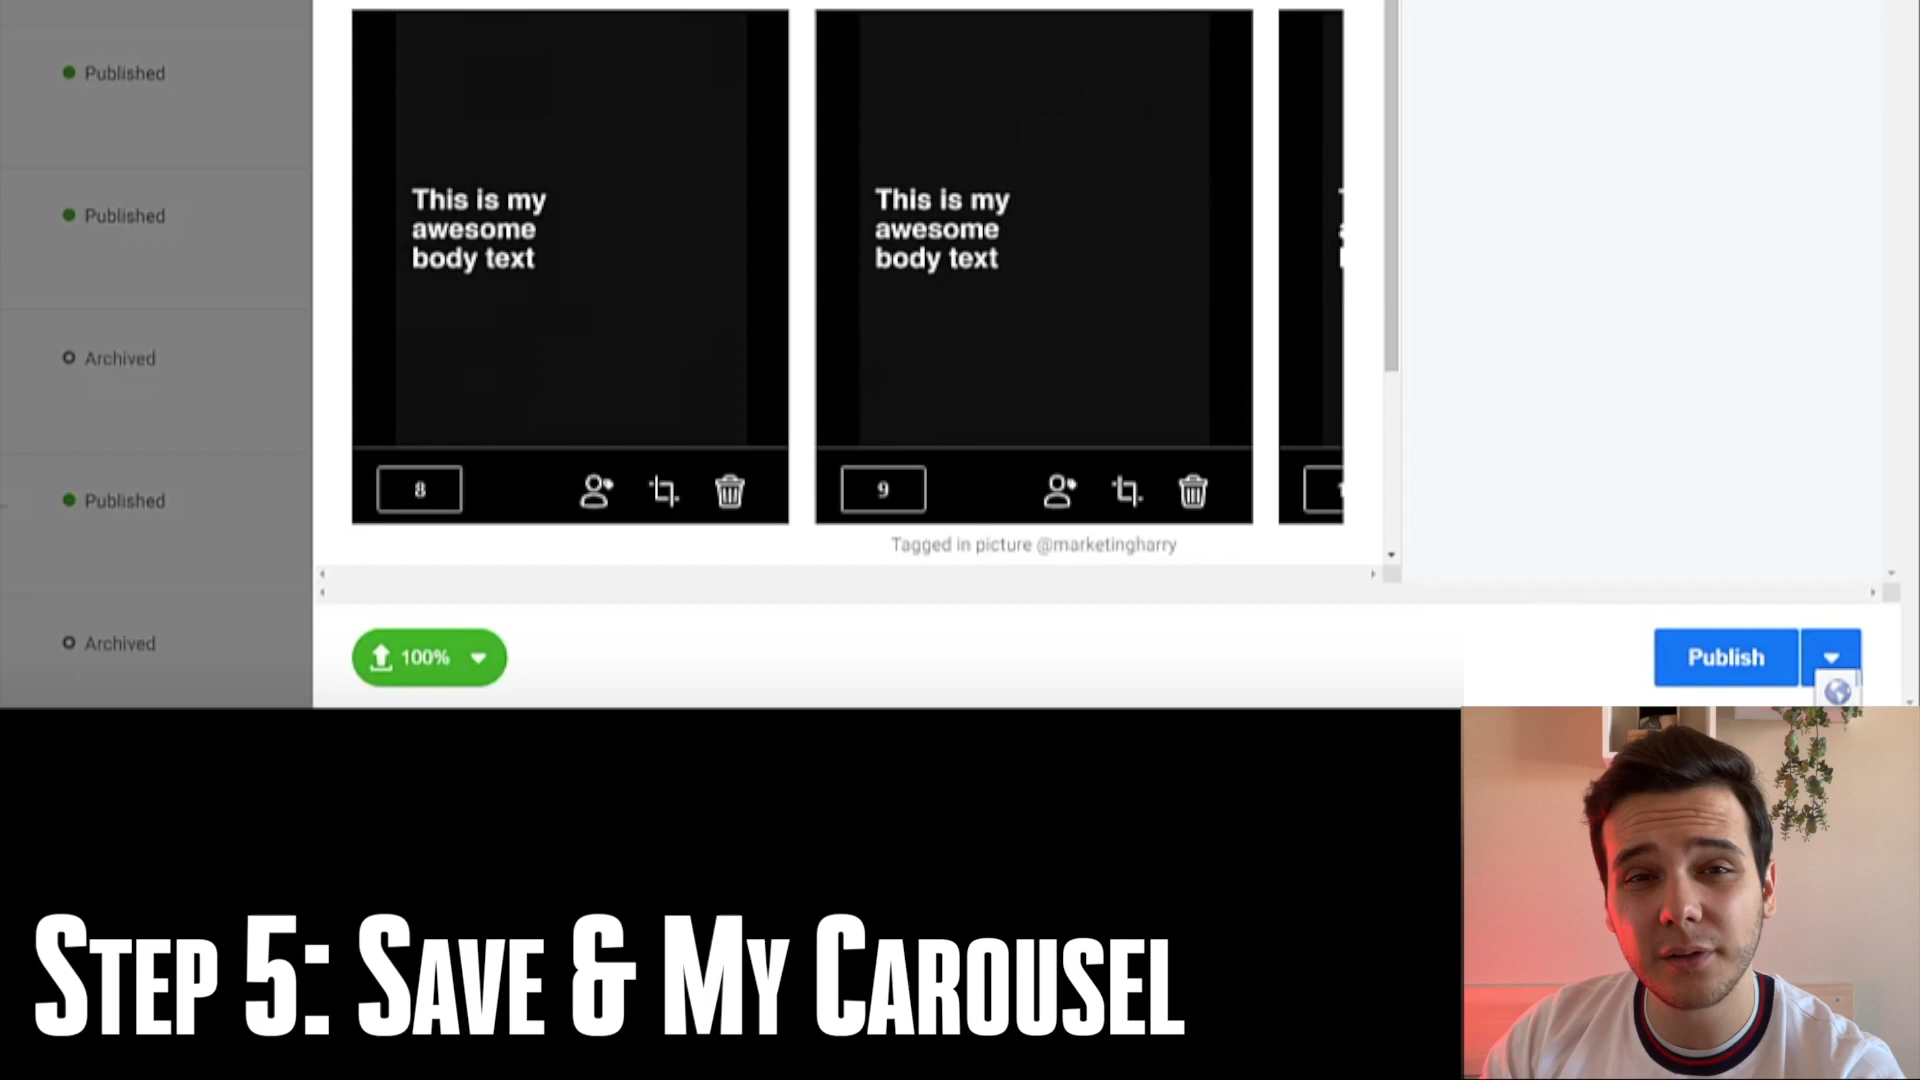 Published
Published
Archived
Published
Archived
This is my
awesome
body text
This is my
awesome
body text
8
9
Tagged in picture @marketingharry
100%
Publish
STEP 5: SAVE & MY CAROUSEL